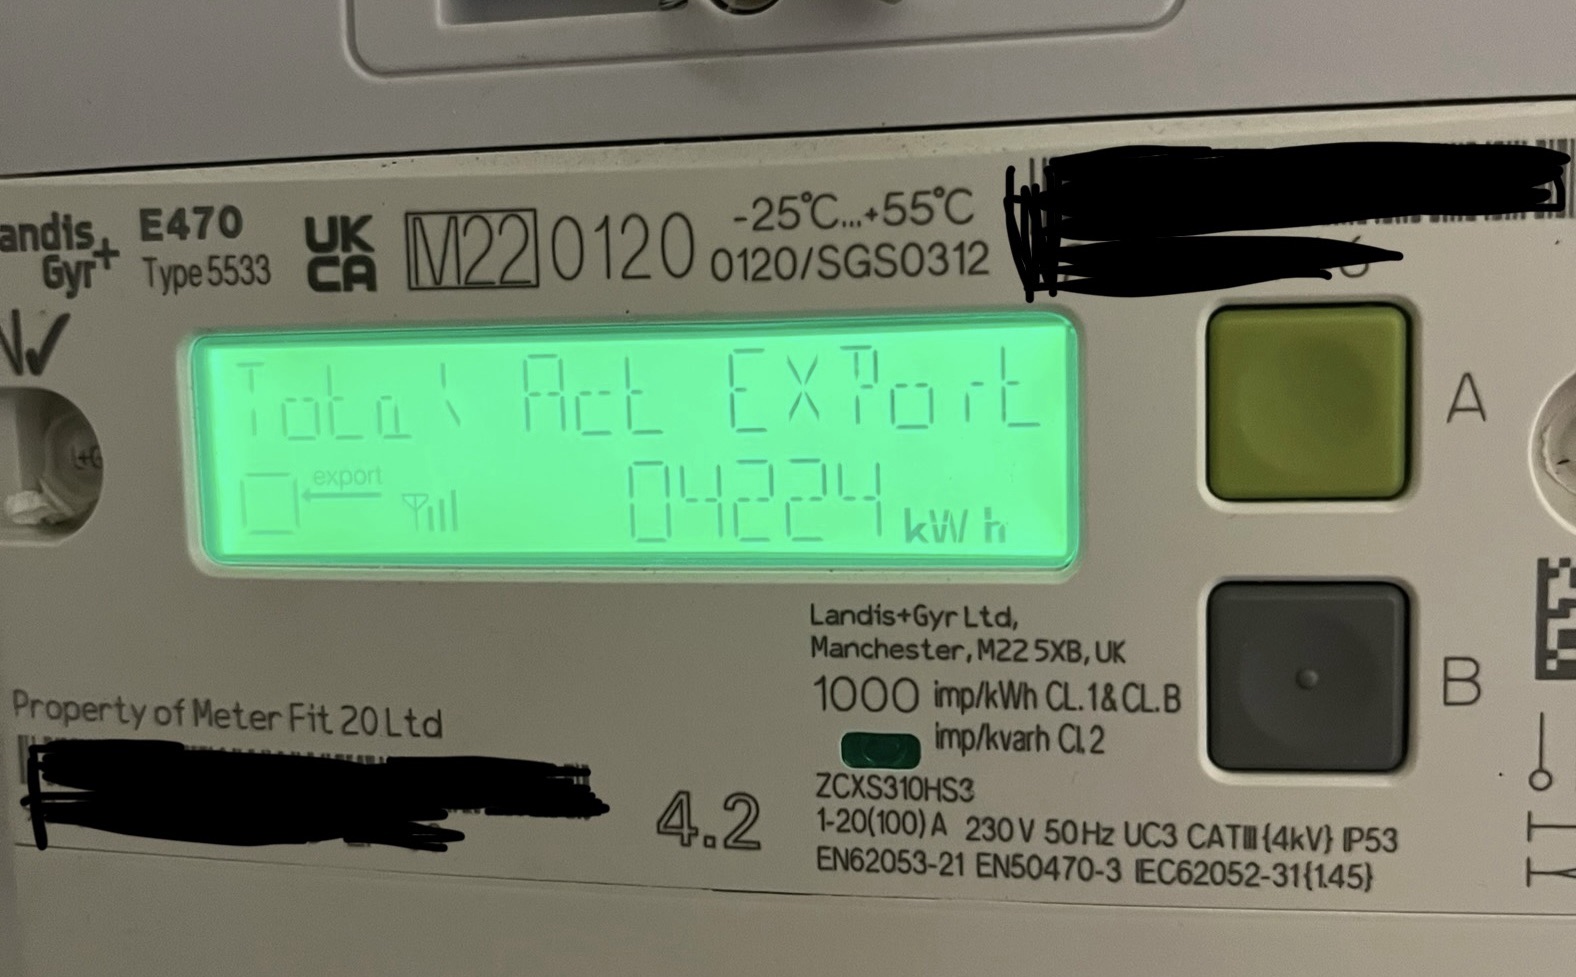 andis
Gyr+
E470
Type 5533
UK
CA
M22 0120
-25°C...+55°C
0120/SGS0312
L+G
Total Act EXPort
export
04224 kWh
A
B
Landis+Gyr Ltd,
Manchester, M22 5XB, UK
1000 imp/kWh CL.1 & CL.B
imp/kvarh Cl.2
Property of Meter Fit 20 Ltd
4.2
ZCXS310HS3
1-20(100) A 230 V 50 Hz UC3 CATIII {4kV} IP53
EN62053-21 EN50470-3 IEC62052-31{1.45}